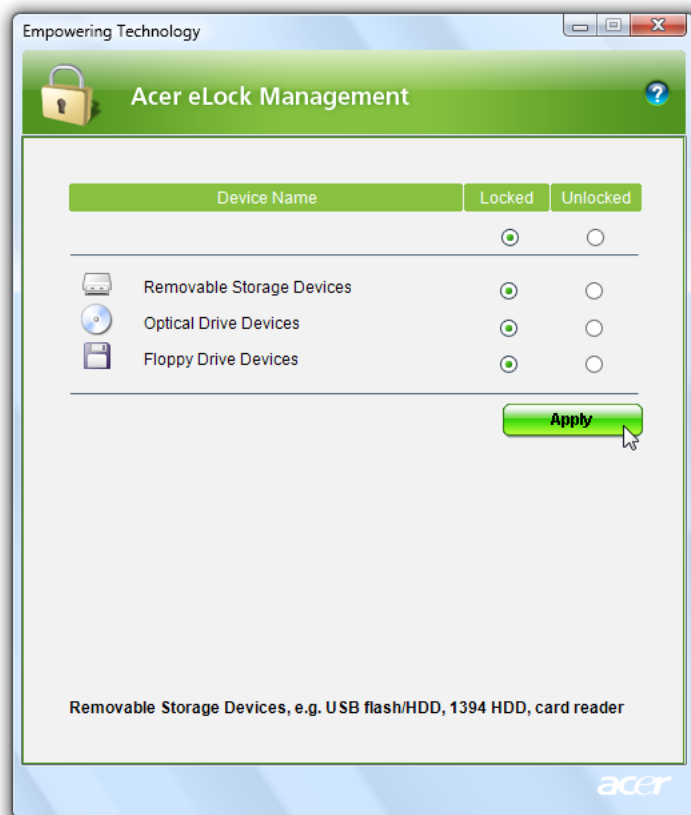 Empowering Technology
Acer eLock Management
?
Device Name Locked Unlocked
Removable Storage Devices
Optical Drive Devices
Floppy Drive Devices
Apply
Removable Storage Devices, e.g. USB flash/HDD, 1394 HDD, card reader
acer